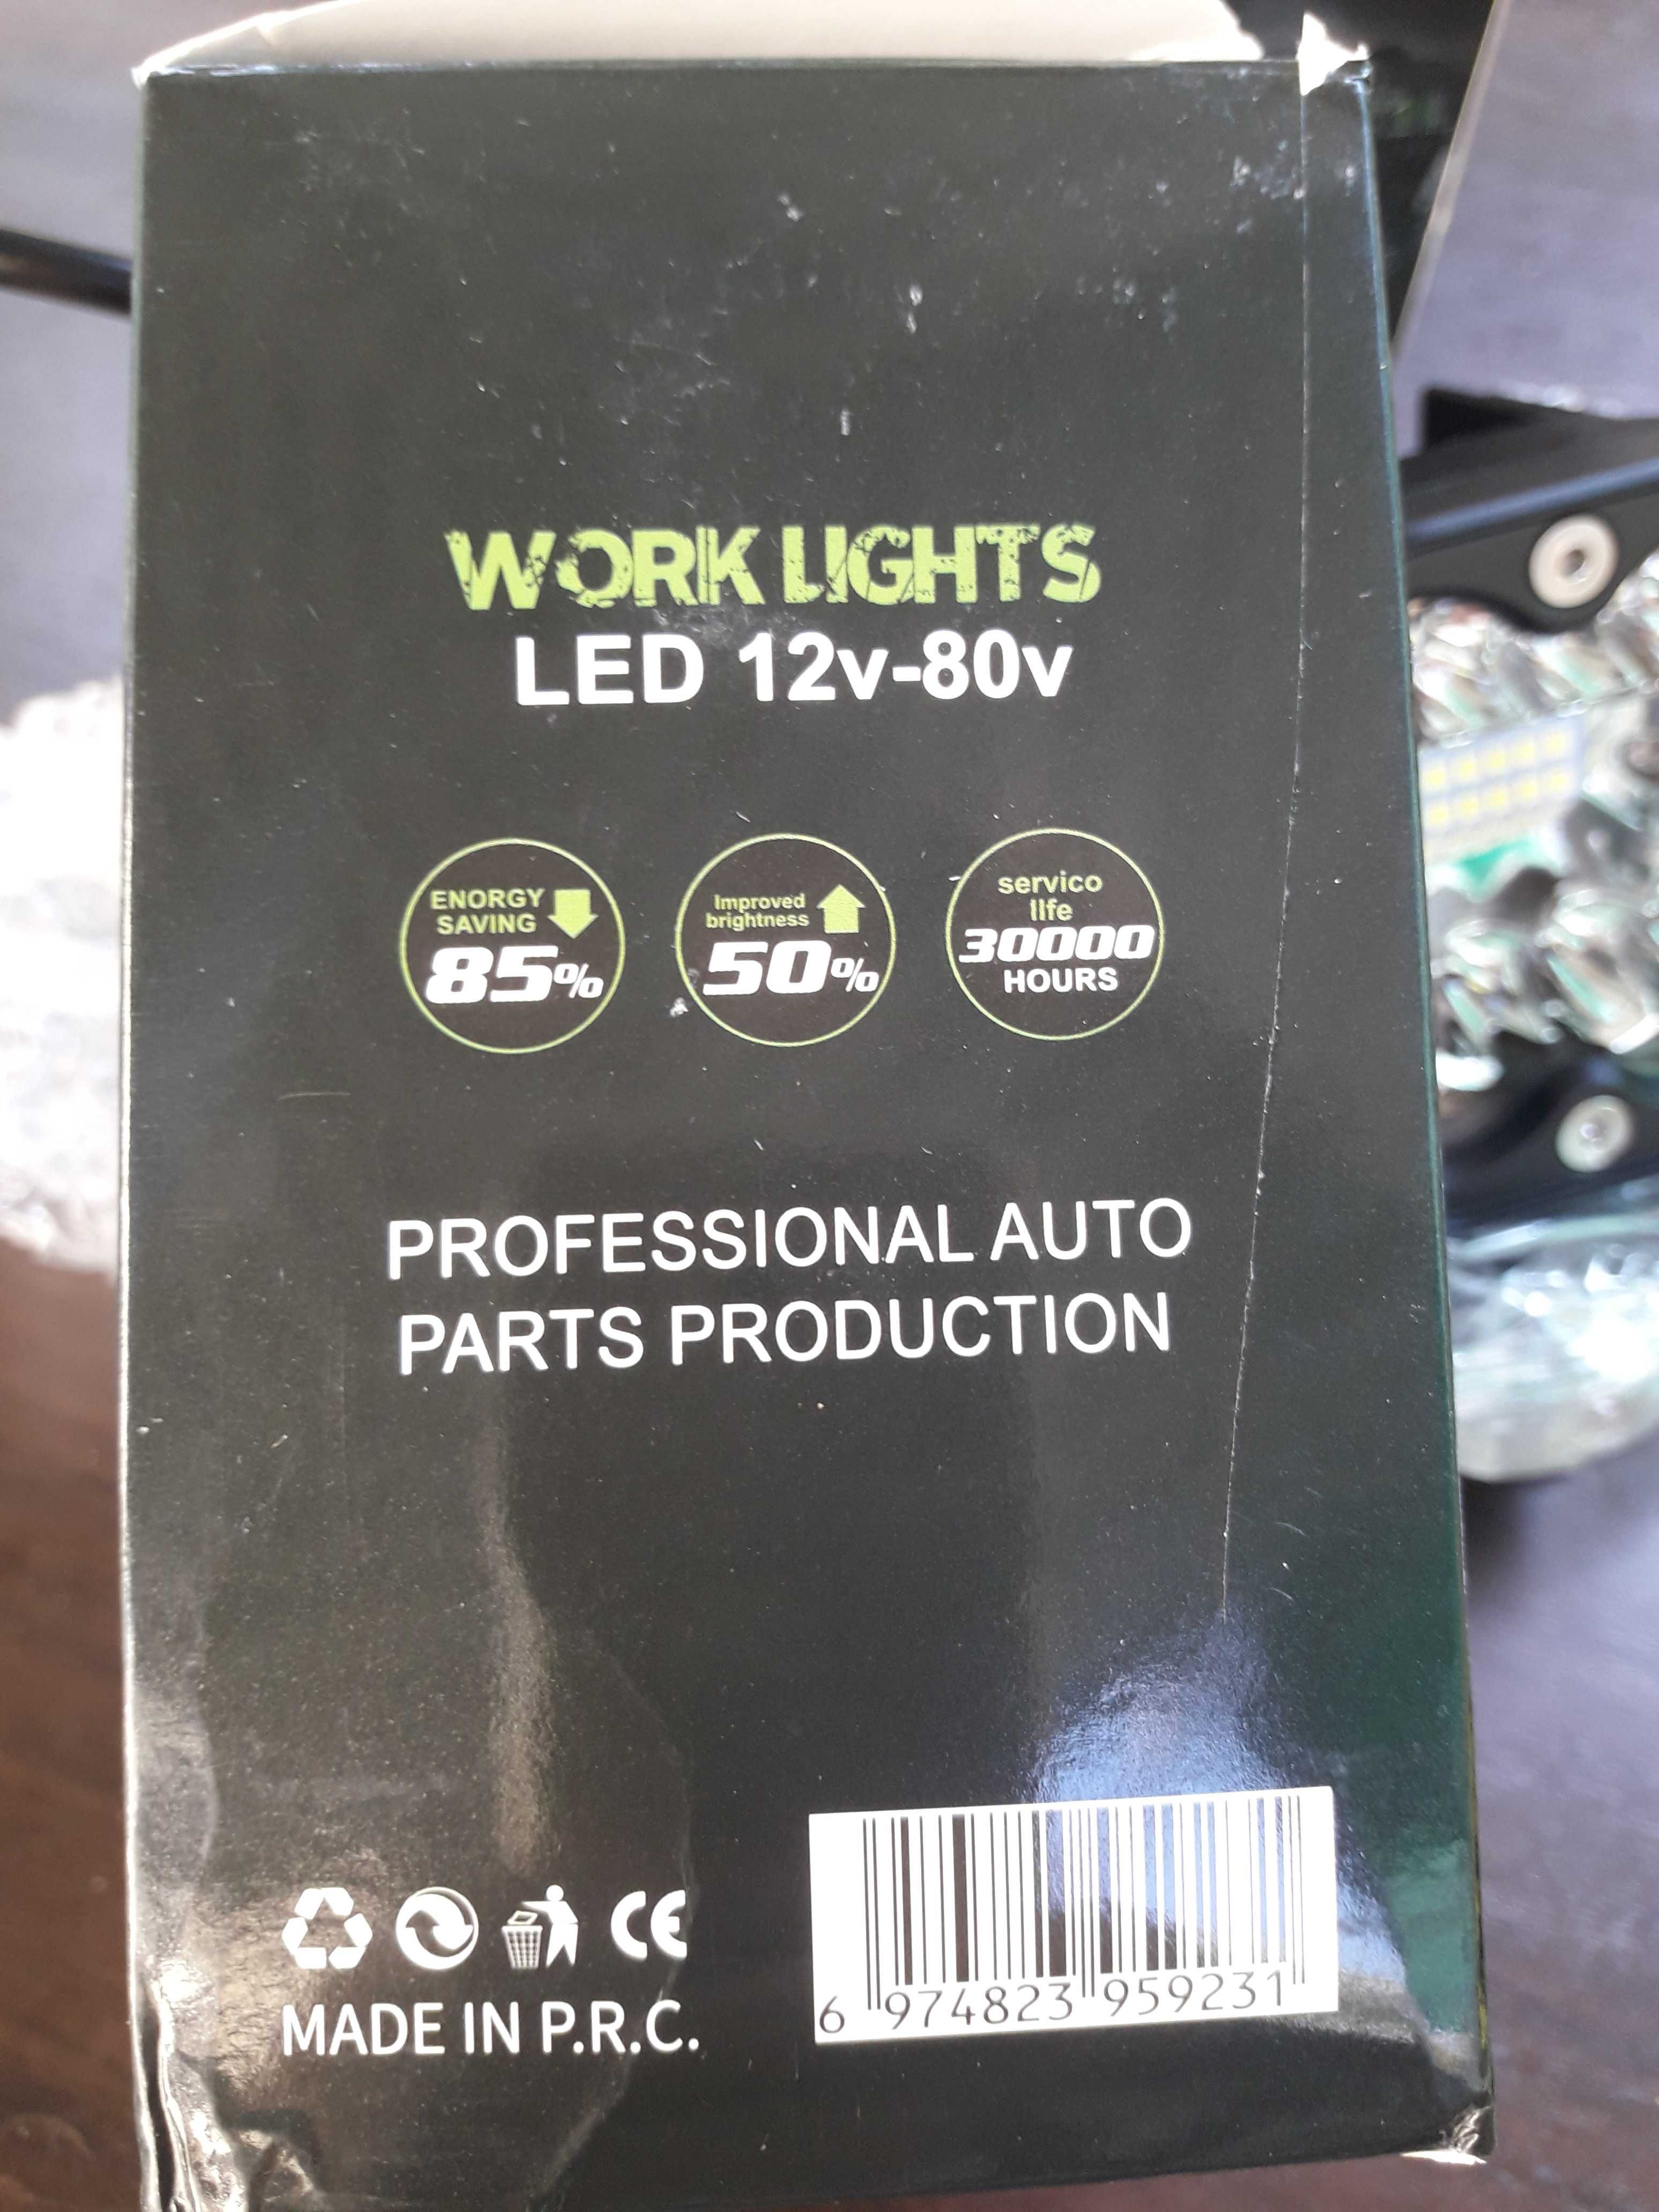 WORK LIGHTS
LED 12v-80v
ENORGY
SAVING
85%
Improved
brightness
50%
servico
life
30000
HOURS
PROFESSIONAL AUTO
PARTS PRODUCTION
CE
MADE IN P.R.C.
6 974823 959231